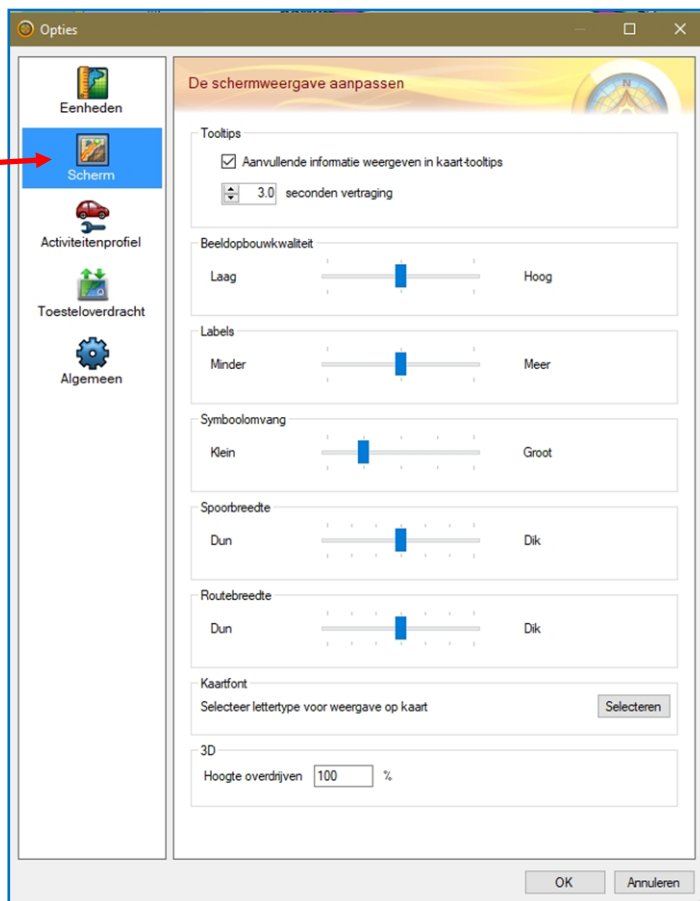 Opties
Eenheden
Scherm
Activiteitenprofiel
Toesteloverdracht
Algemeen
De schermweergave aanpassen
N
Tooltips
Aanvullende informatie weergeven in kaart-tooltips
3.0 seconden vertraging
Beeldopbouwkwaliteit
Laag Hoog
Labels
Minder Meer
Symboolomvang
Klein Groot
Spoorbreedte
Dun Dik
Routebreedte
Dun Dik
Kaartfont
Selecteer lettertype voor weergave op kaart Selecteren
3D
Hoogte overdrijven 100 %
OK Annuleren